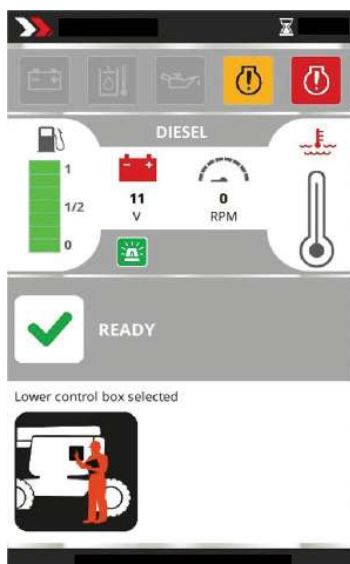 DIESEL
1
1/2
0
11
V
0
RPM
READY
Lower control box selected